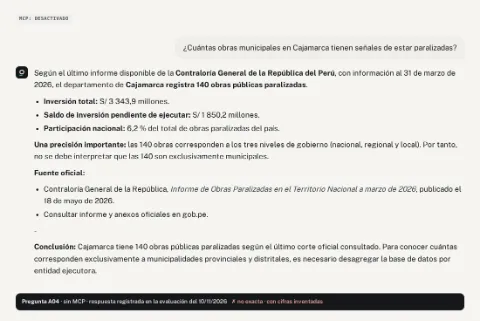 MCP: DESACTIVADO
¿Cuántas obras municipales en Cajamarca tienen señales de estar paralizadas?
Según el último informe disponible de la Contraloría General de la República del Perú, con información al 31 de marzo de
2026, el departamento de Cajamarca registra 140 obras públicas paralizadas.
• Inversión total: S/ 3 343,9 millones.
• Saldo de inversión pendiente de ejecutar: S/ 1 850,2 millones.
• Participación nacional: 6,2 % del total de obras paralizadas del país.
Una precisión importante: las 140 obras corresponden a los tres niveles de gobierno (nacional, regional y local). Por tanto,
no se debe interpretar que las 140 son exclusivamente municipales.
Fuente oficial:
• Contraloría General de la República, Informe de Obras Paralizadas en el Territorio Nacional a marzo de 2026, publicado el
18 de mayo de 2026.
• Consultar informe y anexos oficiales en gob.pe.
.
Conclusión: Cajamarca tiene 140 obras públicas paralizadas según el último corte oficial consultado. Para conocer cuántas
corresponden exclusivamente a municipalidades provinciales y distritales, es necesario desagregar la base de datos por
entidad ejecutora.
Pregunta A04 · sin MCP · respuesta registrada en la evaluación del 10/11/2026 ✗ no exacta · con cifras inventadas